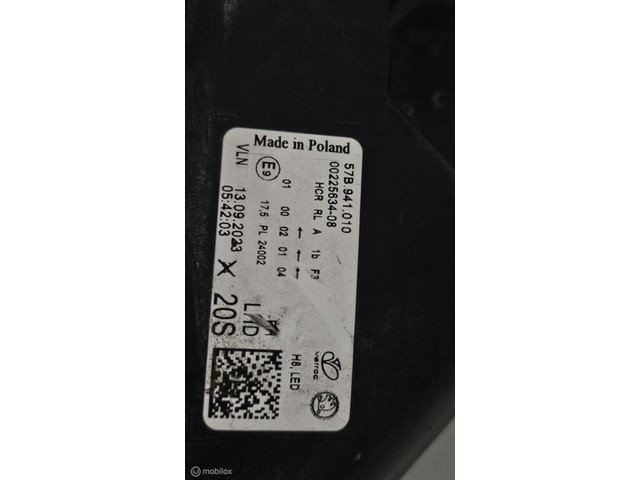 Made in Poland
57B.941.010
00225634-08
HCR RL A 1b F3
← ← ←
01 00 02 01 04
E9
17,5 PL 24002
VLN 13.09.2023
05:42:03
20S
varroc
H8, LED
© mobilox